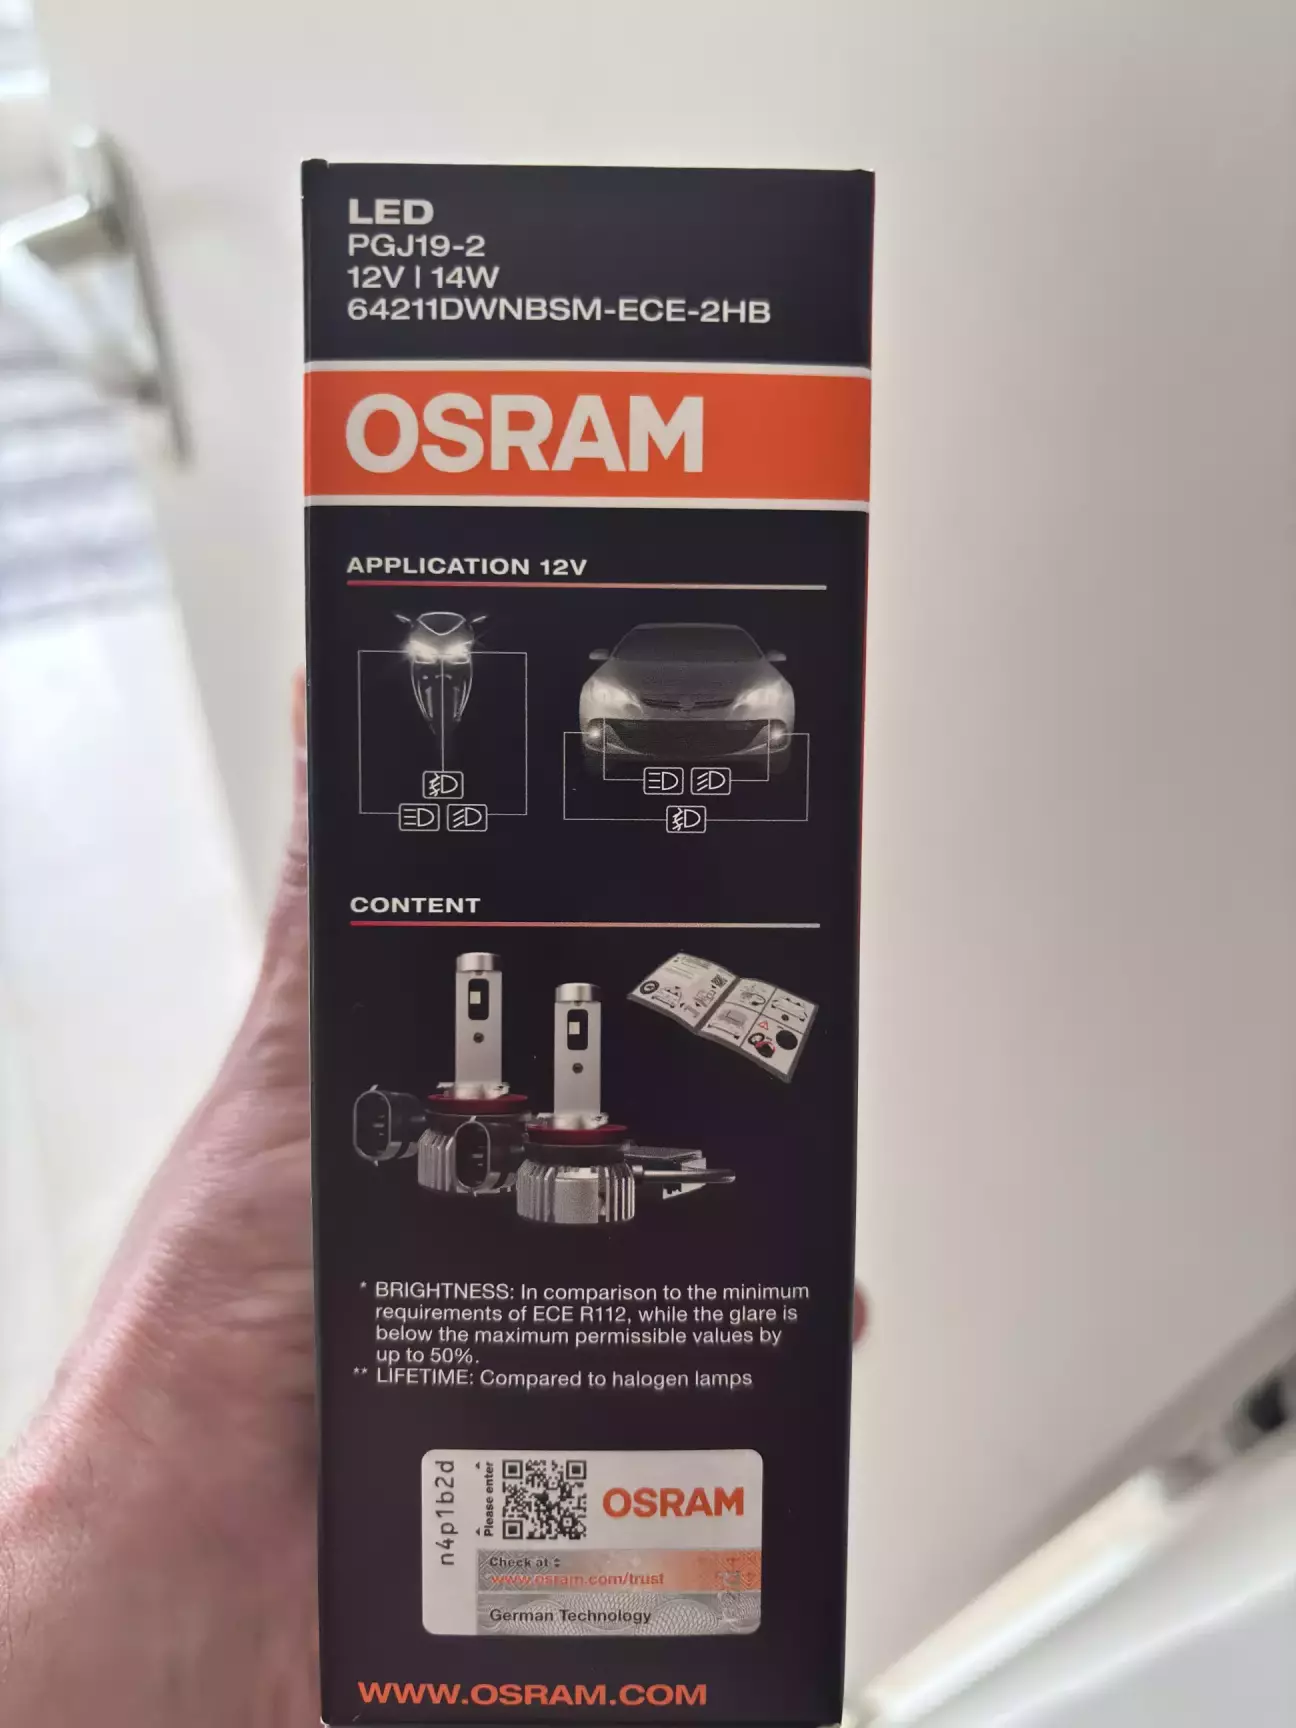 LED
PGJ19-2
12V | 14W
64211DWNBSM-ECE-2HB
OSRAM
APPLICATION 12V
CONTENT
* BRIGHTNESS: In comparison to the minimum
requirements of ECE R112, while the glare is
below the maximum permissible values by
up to 50%.
** LIFETIME: Compared to halogen lamps
n4p1b2d
Please enter
OSRAM
Check at
www.osram.com/trust
German Technology
WWW.OSRAM.COM